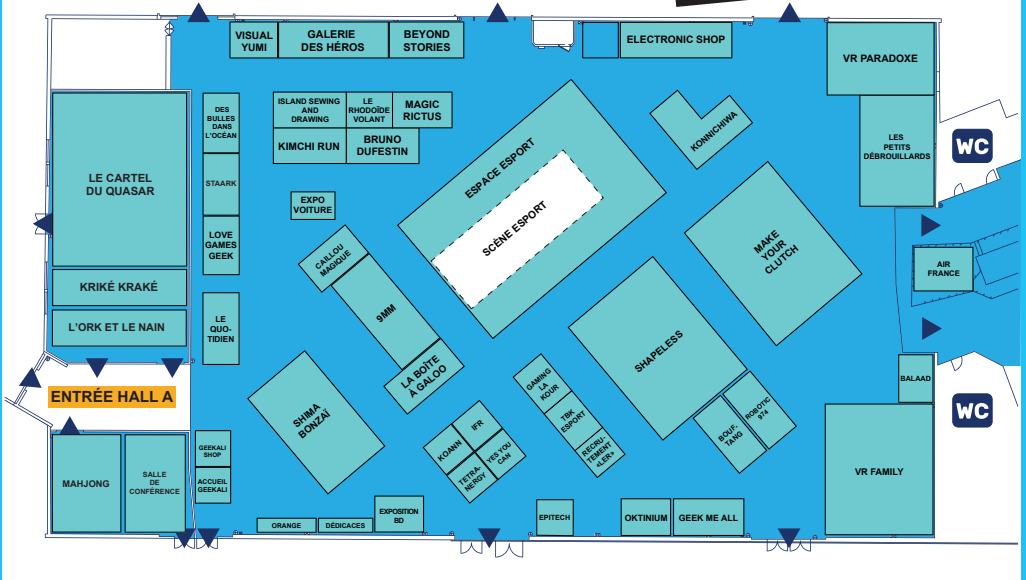 VISUAL
YUMI
GALERIE
DES HÉROS
BEYOND
STORIES
ELECTRONIC SHOP
VR PARADOXE
DES
BULLES
DANS
L'OCÉAN
ISLAND SEWING
AND
DRAWING
LE
RHODOÏDE
VOLANT
MAGIC
RICTUS
KIMCHI RUN
BRUNO
DUFESTIN
KONNICHIWA
LES
PETITS
DÉBROUILLARDS
WC
LE CARTEL
DU QUASAR
STAARK
ESPACE ESPORT
SCÈNE ESPORT
EXPO
VOITURE
LOVE
GAMES
GEEK
CAILLOU
MAGIQUE
MAKE
YOUR
CLUTCH
AIR
FRANCE
KRIKÉ KRAKÉ
L'ORK ET LE NAIN
LE
QUO-
TIDIEN
9MM
SHAPELESS
LA BOÎTE
À GALOO
ENTRÉE HALL A
SHIMA
BONZAÏ
GAMING
LA
KOUR
TBK
ESPORT
RECRU-
TEMENT
«LER»
BALAAD
WC
ROBOTIC
974
BOUF-
TANG
KOANN
IFR
TETRA-
NERGY
YES YOU
CAN
GEEKALI
SHOP
ACCUEIL
GEEKALI
MAHJONG
SALLE
DE
CONFÉRENCE
VR FAMILY
ORANGE
DÉDICACES
EXPOSITION
BD
EPITECH
OKTINIUM
GEEK ME ALL